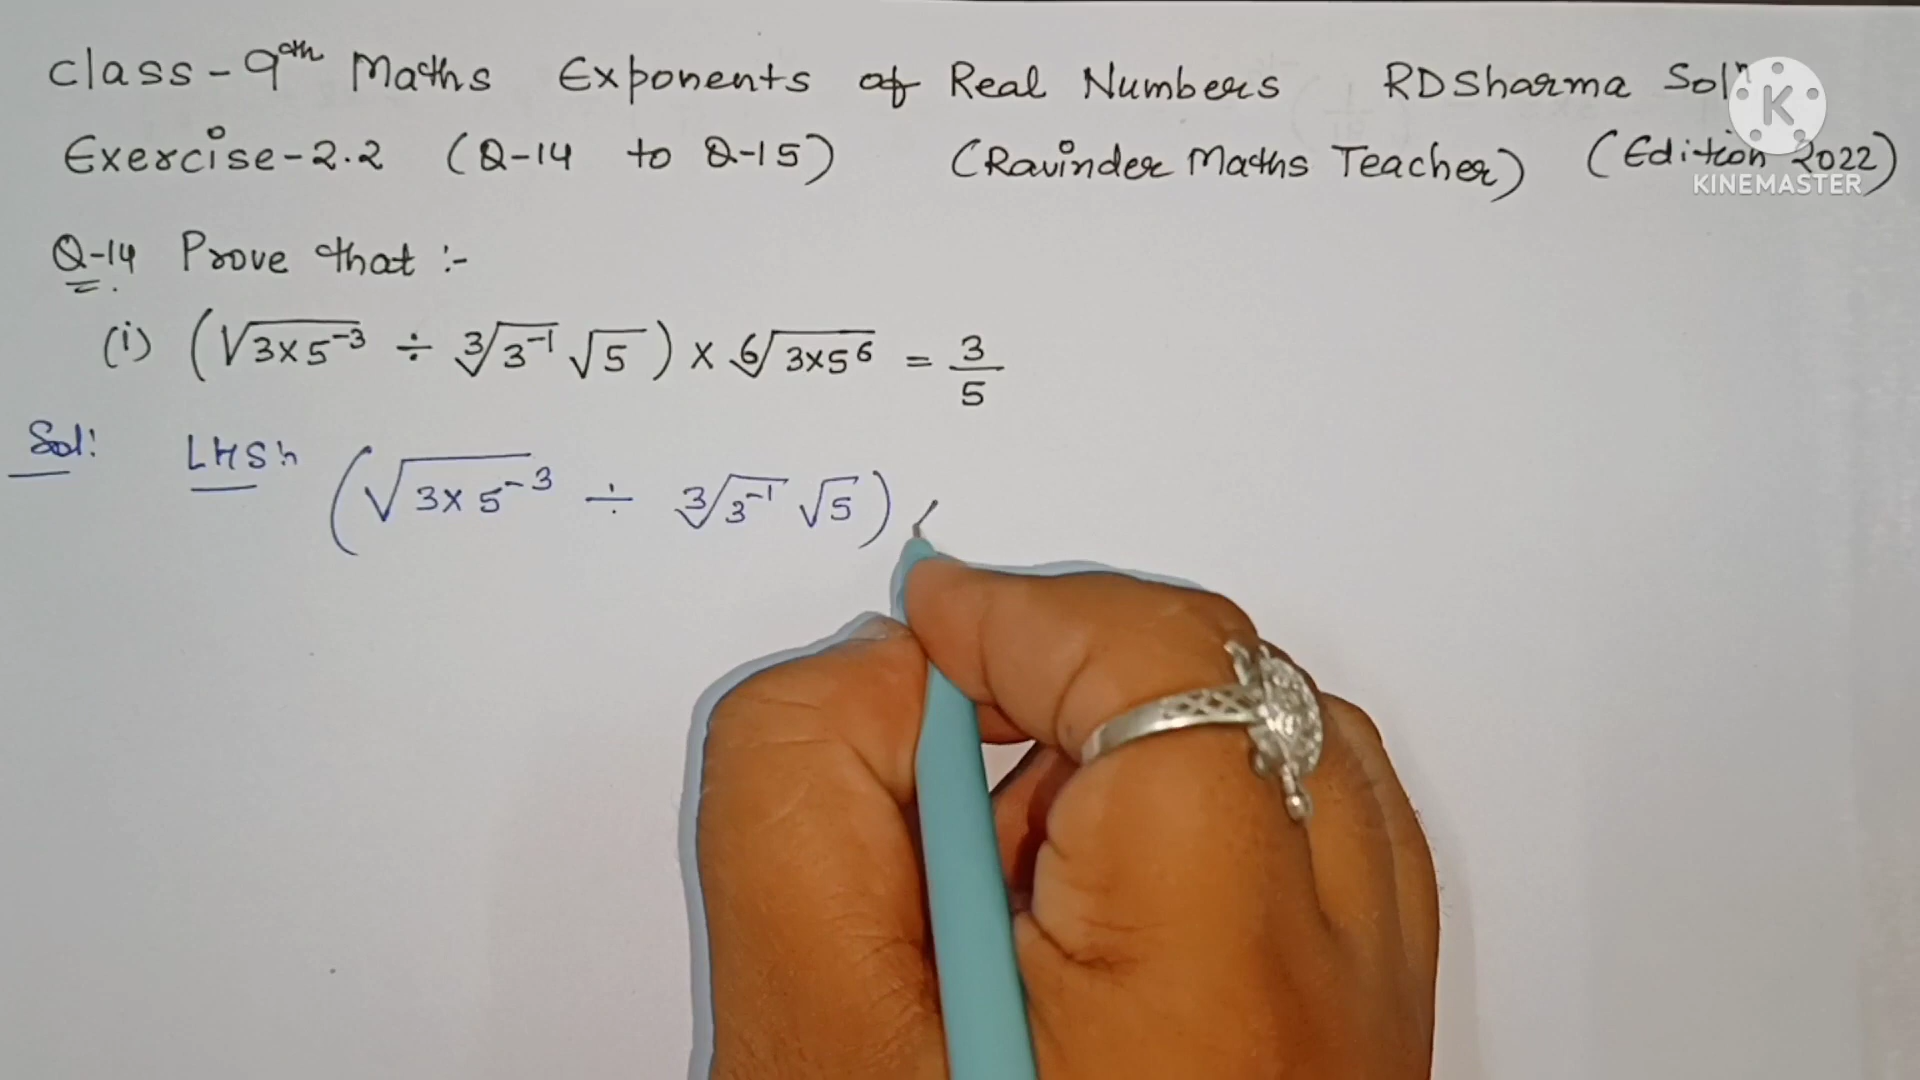 Class-9th Maths Exponents of Real Numbers RDSharma Solⁿ
Exercise-2.2 (Q-14 to Q-15) (Ravinder Maths Teacher) (Edition 2022)
K
KINEMASTER
Q-14 Prove that :-
(i) (√(3×5⁻³) ÷ ∛(3⁻¹) √5) × ⁶√(3×5⁶) = 3/5
Sol: LHS:- (√(3×5⁻³) ÷ ∛(3⁻¹) √5)